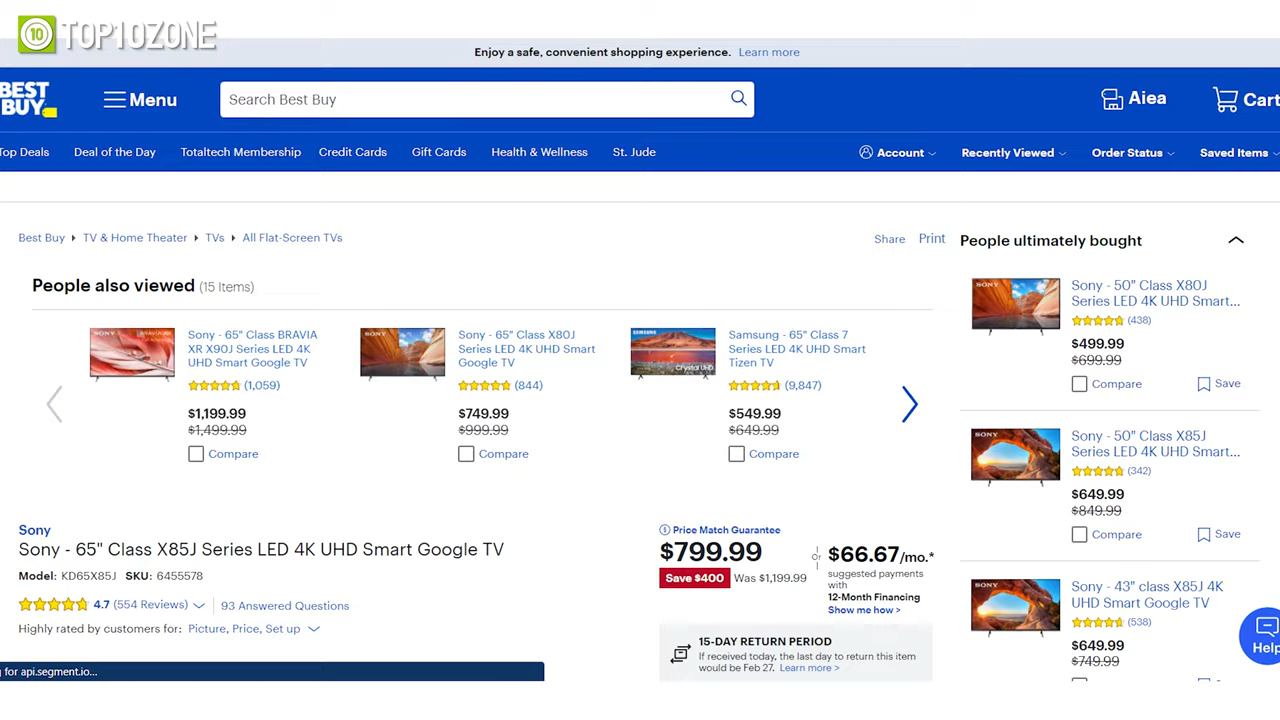 10 TOP10ZONE
Enjoy a safe, convenient shopping experience. Learn more
BEST
BUY
Menu
Search Best Buy
Aiea
Cart
Top Deals Deal of the Day Totaltech Membership Credit Cards Gift Cards Health & Wellness St. Jude Account Recently Viewed Order Status Saved Items
Best Buy TV & Home Theater TVs All Flat-Screen TVs
Share Print
People also viewed (15 Items)
SONY
Sony - 65" Class BRAVIA
XR X90J Series LED 4K
UHD Smart Google TV
(1,059)
$1,199.99
$1,499.99
Compare
SONY
Sony - 65" Class X80J
Series LED 4K UHD Smart
Google TV
(844)
$749.99
$999.99
Compare
SAMSUNG
Crystal UHD
Samsung - 65" Class 7
Series LED 4K UHD Smart
Tizen TV
(9,847)
$549.99
$649.99
Compare
Sony
Sony - 65" Class X85J Series LED 4K UHD Smart Google TV
Model: KD65X85J SKU: 6455578
4.7 (554 Reviews) 93 Answered Questions
Highly rated by customers for: Picture, Price, Set up
for api.segment.io...
Price Match Guarantee
$799.99
Save $400 Was $1,199.99
Or
$66.67/mo.*
suggested payments
with
12-Month Financing
Show me how >
15-DAY RETURN PERIOD
If received today, the last day to return this item
would be Feb 27. Learn more >
People ultimately bought
SONY
Sony - 50" Class X80J
Series LED 4K UHD Smart...
(438)
$499.99
$699.99
Compare Save
SONY
Sony - 50" Class X85J
Series LED 4K UHD Smart...
(342)
$649.99
$849.99
Compare Save
SONY
Sony - 43" class X85J 4K
UHD Smart Google TV
(538)
$649.99
$749.99
Help